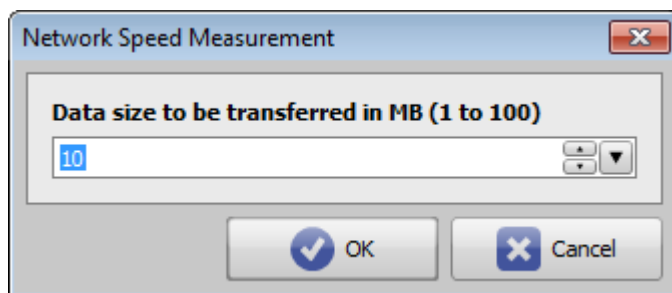 Network Speed Measurement
Data size to be transferred in MB (1 to 100)
10
OK Cancel